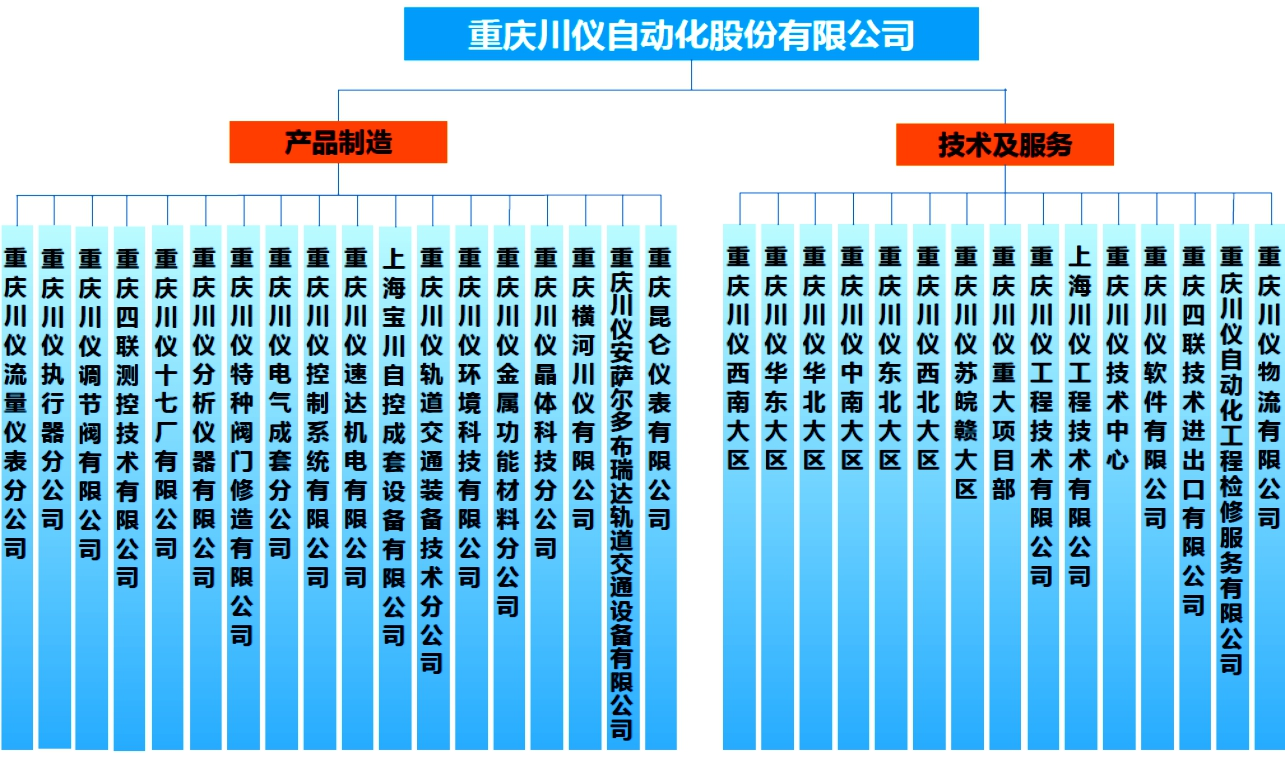 重庆川仪自动化股份有限公司
产品制造
技术及服务
重庆川仪流量仪表分公司
重庆川仪执行器分公司
重庆川仪调节阀有限公司
重庆四联测控技术有限公司
重庆川仪十七厂有限公司
重庆川仪分析仪器有限公司
重庆川仪特种阀门修造有限公司
重庆川仪电气成套分公司
重庆川仪控制系统有限公司
重庆川仪速达机电有限公司
上海宝川自控成套设备有限公司
重庆川仪轨道交通装备技术分公司
重庆川仪环境科技有限公司
重庆川仪金属功能材料分公司
重庆川仪晶体科技分公司
重庆横河川仪有限公司
重庆川仪安萨尔多布瑞达轨道交通设备有限公司
重庆昆仑仪表有限公司
重庆川仪西南大区
重庆川仪华东大区
重庆川仪华北大区
重庆川仪中南大区
重庆川仪东北大区
重庆川仪西北大区
重庆川仪苏皖赣大区
重庆川仪重大项目部
重庆川仪工程技术有限公司
上海川仪工程技术有限公司
重庆川仪技术中心
重庆川仪软件有限公司
重庆四联技术进出口有限公司
重庆川仪自动化工程检修服务有限公司
重庆川仪物流有限公司